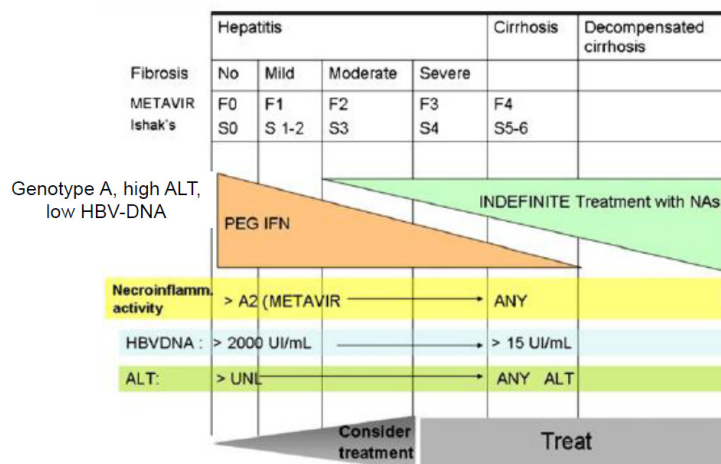 Hepatitis Cirrhosis Decompensated
cirrhosis
Fibrosis No Mild Moderate Severe
METAVIR F0 F1 F2 F3 F4
Ishak's S0 S 1-2 S3 S4 S5-6
Genotype A, high ALT,
low HBV-DNA
INDEFINITE Treatment with NAs
PEG IFN
Necroinflamm.
activity > A2 (METAVIR ANY
HBVDNA : > 2000 UI/mL > 15 UI/mL
ALT: > UNL ANY ALT
Consider
treatment
Treat